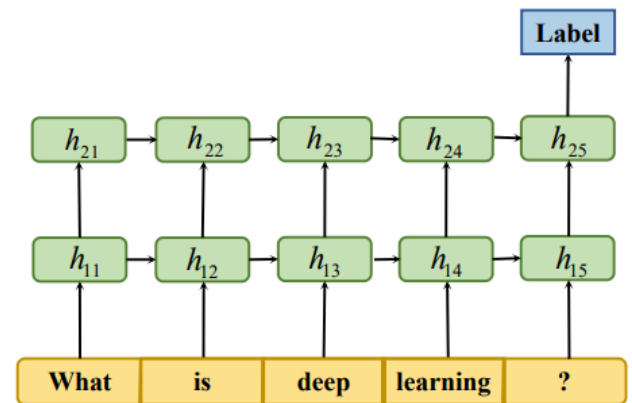 Label
h₂₁ h₂₂ h₂₃ h₂₄ h₂₅
h₁₁ h₁₂ h₁₃ h₁₄ h₁₅
What is deep learning ?